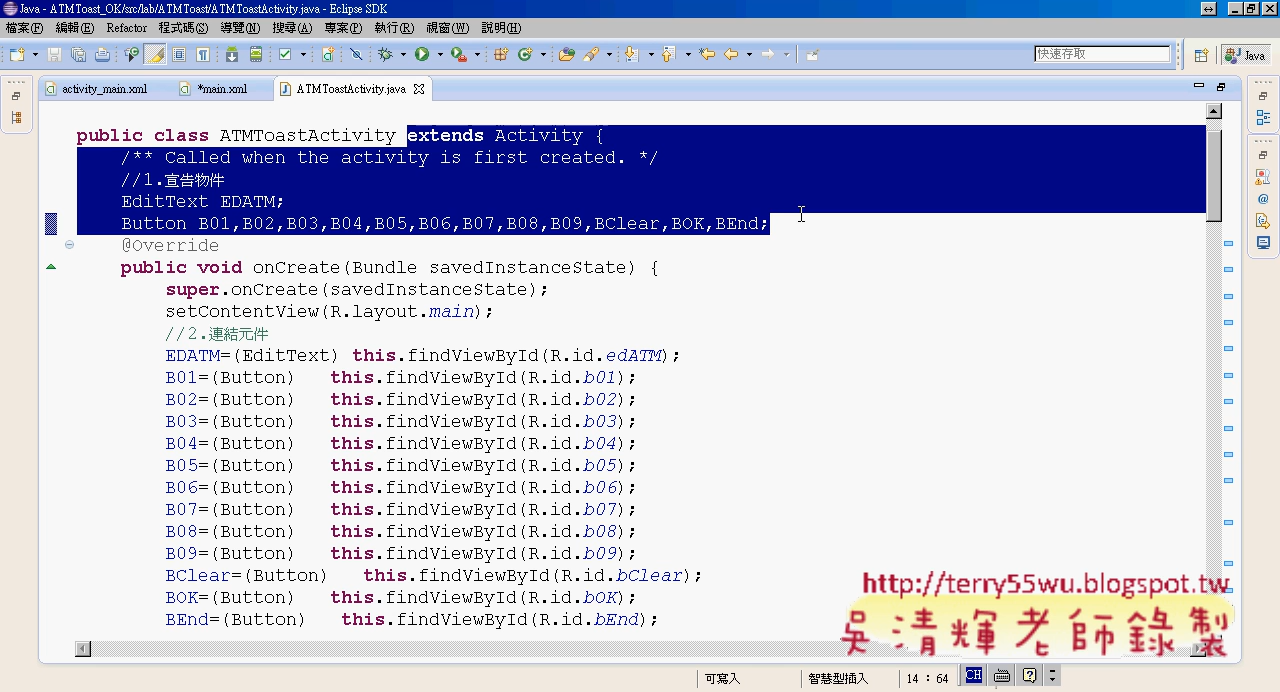 Java - ATMToast_OK/src/lab/ATMToast/ATMToastActivity.java - Eclipse SDK
檔案(F) 編輯(E) Refactor 程式碼(S) 導覽(N) 搜尋(A) 專案(P) 執行(R) 視窗(W) 說明(H)
快速存取 Java
activity_main.xml *main.xml ATMToastActivity.java
public class ATMToastActivity extends Activity {
/** Called when the activity is first created. */
//1.宣告物件
EditText EDATM;
Button B01,B02,B03,B04,B05,B06,B07,B08,B09,BClear,BOK,BEnd;
@Override
public void onCreate(Bundle savedInstanceState) {
super.onCreate(savedInstanceState);
setContentView(R.layout.main);
//2.連結元件
EDATM=(EditText) this.findViewById(R.id.edATM);
B01=(Button) this.findViewById(R.id.b01);
B02=(Button) this.findViewById(R.id.b02);
B03=(Button) this.findViewById(R.id.b03);
B04=(Button) this.findViewById(R.id.b04);
B05=(Button) this.findViewById(R.id.b05);
B06=(Button) this.findViewById(R.id.b06);
B07=(Button) this.findViewById(R.id.b07);
B08=(Button) this.findViewById(R.id.b08);
B09=(Button) this.findViewById(R.id.b09);
BClear=(Button) this.findViewById(R.id.bClear);
BOK=(Button) this.findViewById(R.id.bOK);
BEnd=(Button) this.findViewById(R.id.bEnd);
http://terry55wu.blogspot.tw
吳清輝老師錄製
可寫入 智慧型插入 14 : 64 CH